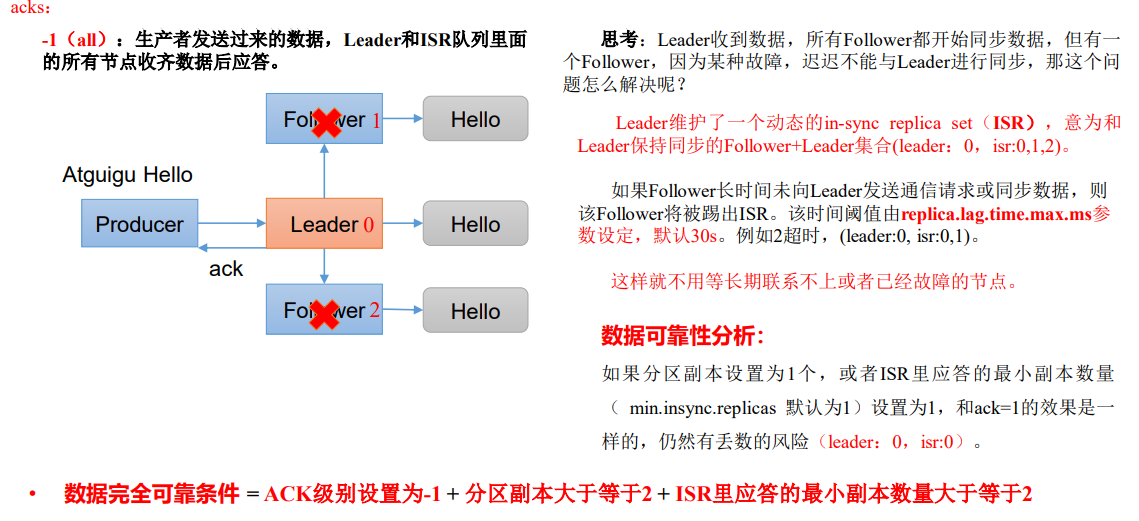 acks：
-1（all）：生产者发送过来的数据，Leader和ISR队列里面
的所有节点收齐数据后应答。
Follower 1
Hello
Atguigu Hello
Producer
Leader 0
Hello
ack
Follower 2
Hello
思考：Leader收到数据，所有Follower都开始同步数据，但有一
个Follower，因为某种故障，迟迟不能与Leader进行同步，那这个问
题怎么解决呢？
Leader维护了一个动态的in-sync replica set（ISR），意为和
Leader保持同步的Follower+Leader集合(leader：0，isr:0,1,2)。
如果Follower长时间未向Leader发送通信请求或同步数据，则
该Follower将被踢出ISR。该时间阈值由replica.lag.time.max.ms参
数设定，默认30s。例如2超时，(leader:0, isr:0,1)。
这样就不用等长期联系不上或者已经故障的节点。
数据可靠性分析：
如果分区副本设置为1个，或者ISR里应答的最小副本数量
（ min.insync.replicas 默认为1）设置为1，和ack=1的效果是一
样的，仍然有丢数的风险（leader：0，isr:0）。
• 数据完全可靠条件 = ACK级别设置为-1 + 分区副本大于等于2 + ISR里应答的最小副本数量大于等于2